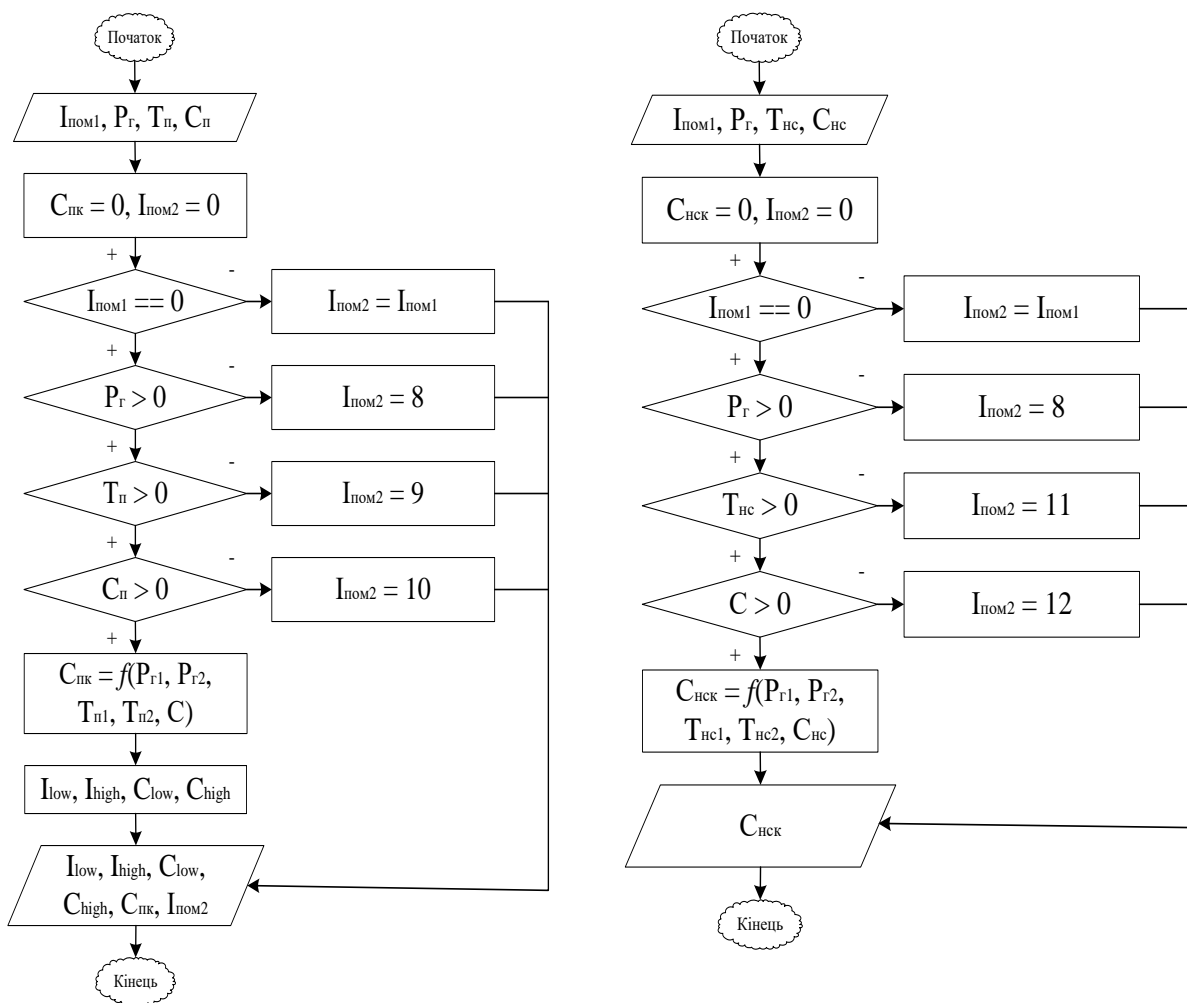 Початок
Iпом1, Pг, Tп, Cп
Cпк = 0, Iпом2 = 0
+
-
Iпом1 == 0
Iпом2 = Iпом1
+
-
Pг > 0
Iпом2 = 8
+
-
Tп > 0
Iпом2 = 9
+
-
Cп > 0
Iпом2 = 10
+
Cпк = f(Pг1, Pг2,
Tп1, Tп2, C)
Ilow, Ihigh, Clow, Chigh
Ilow, Ihigh, Clow,
Chigh, Cпк, Iпом2
Кінець
Початок
Iпом1, Pг, Tнс, Cнс
Cнск = 0, Iпом2 = 0
+
-
Iпом1 == 0
Iпом2 = Iпом1
+
-
Pг > 0
Iпом2 = 8
+
-
Tнс > 0
Iпом2 = 11
+
-
C > 0
Iпом2 = 12
+
Cнск = f(Pг1, Pг2,
Tнс1, Tнс2, Cнс)
Cнск
Кінець